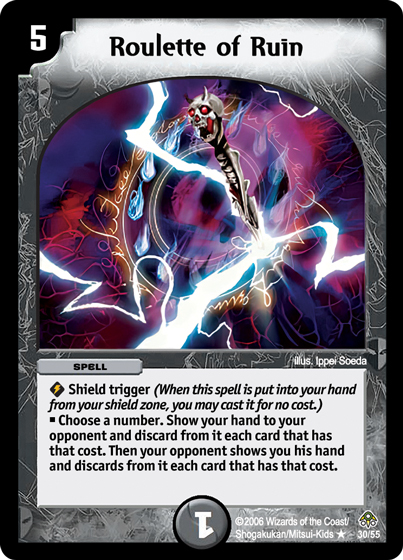 5
Roulette of Ruin
illus. Ippei Soeda
SPELL
Shield trigger (When this spell is put into your hand
from your shield zone, you may cast it for no cost.)
▪ Choose a number. Show your hand to your
opponent and discard from it each card that has
that cost. Then your opponent shows you his hand
and discards from it each card that has that cost.
1
©2006 Wizards of the Coast/
Shogakukan/Mitsui-Kids ★ 30/55